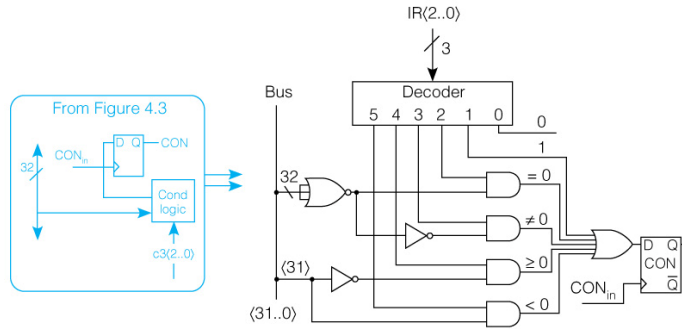 IR⟨2..0⟩
3
Bus
Decoder
5 4 3 2 1 0
0
1
From Figure 4.3
D Q
CON
CONin
32
Cond
logic
c3⟨2..0⟩
32
= 0
≠ 0
≥ 0
< 0
⟨31⟩
⟨31..0⟩
D Q
CON
Q̅
CONin